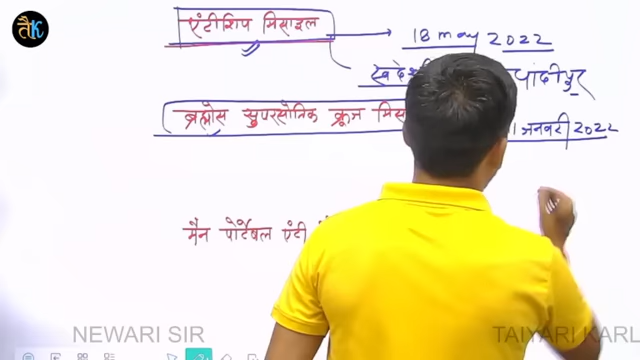 तैK
एंटीशिप मिसाइल
18 may 2022
चांदीपुर
ब्रह्मोस सुपरसोनिक क्रूज मिस
जनवरी 2022
मैन पोर्टेबल एंटी
NEWARI SIR
TAIYARI KARL